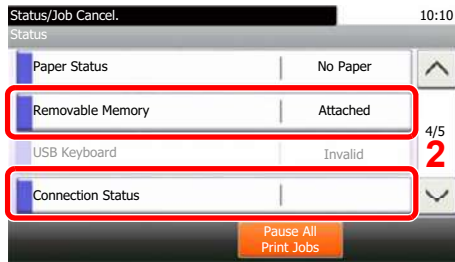 Status/Job Cancel. 10:10
Status
Paper Status No Paper
Removable Memory Attached
4/5
USB Keyboard Invalid
2
Connection Status
Pause All
Print Jobs